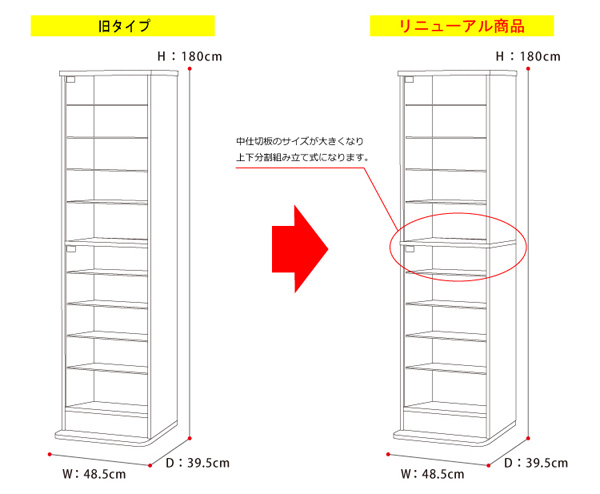 旧タイプ
H：180cm
W：48.5cm
D：39.5cm
中仕切板のサイズが大きくなり
上下分割組み立て式になります。
リニューアル商品
H：180cm
W：48.5cm
D：39.5cm